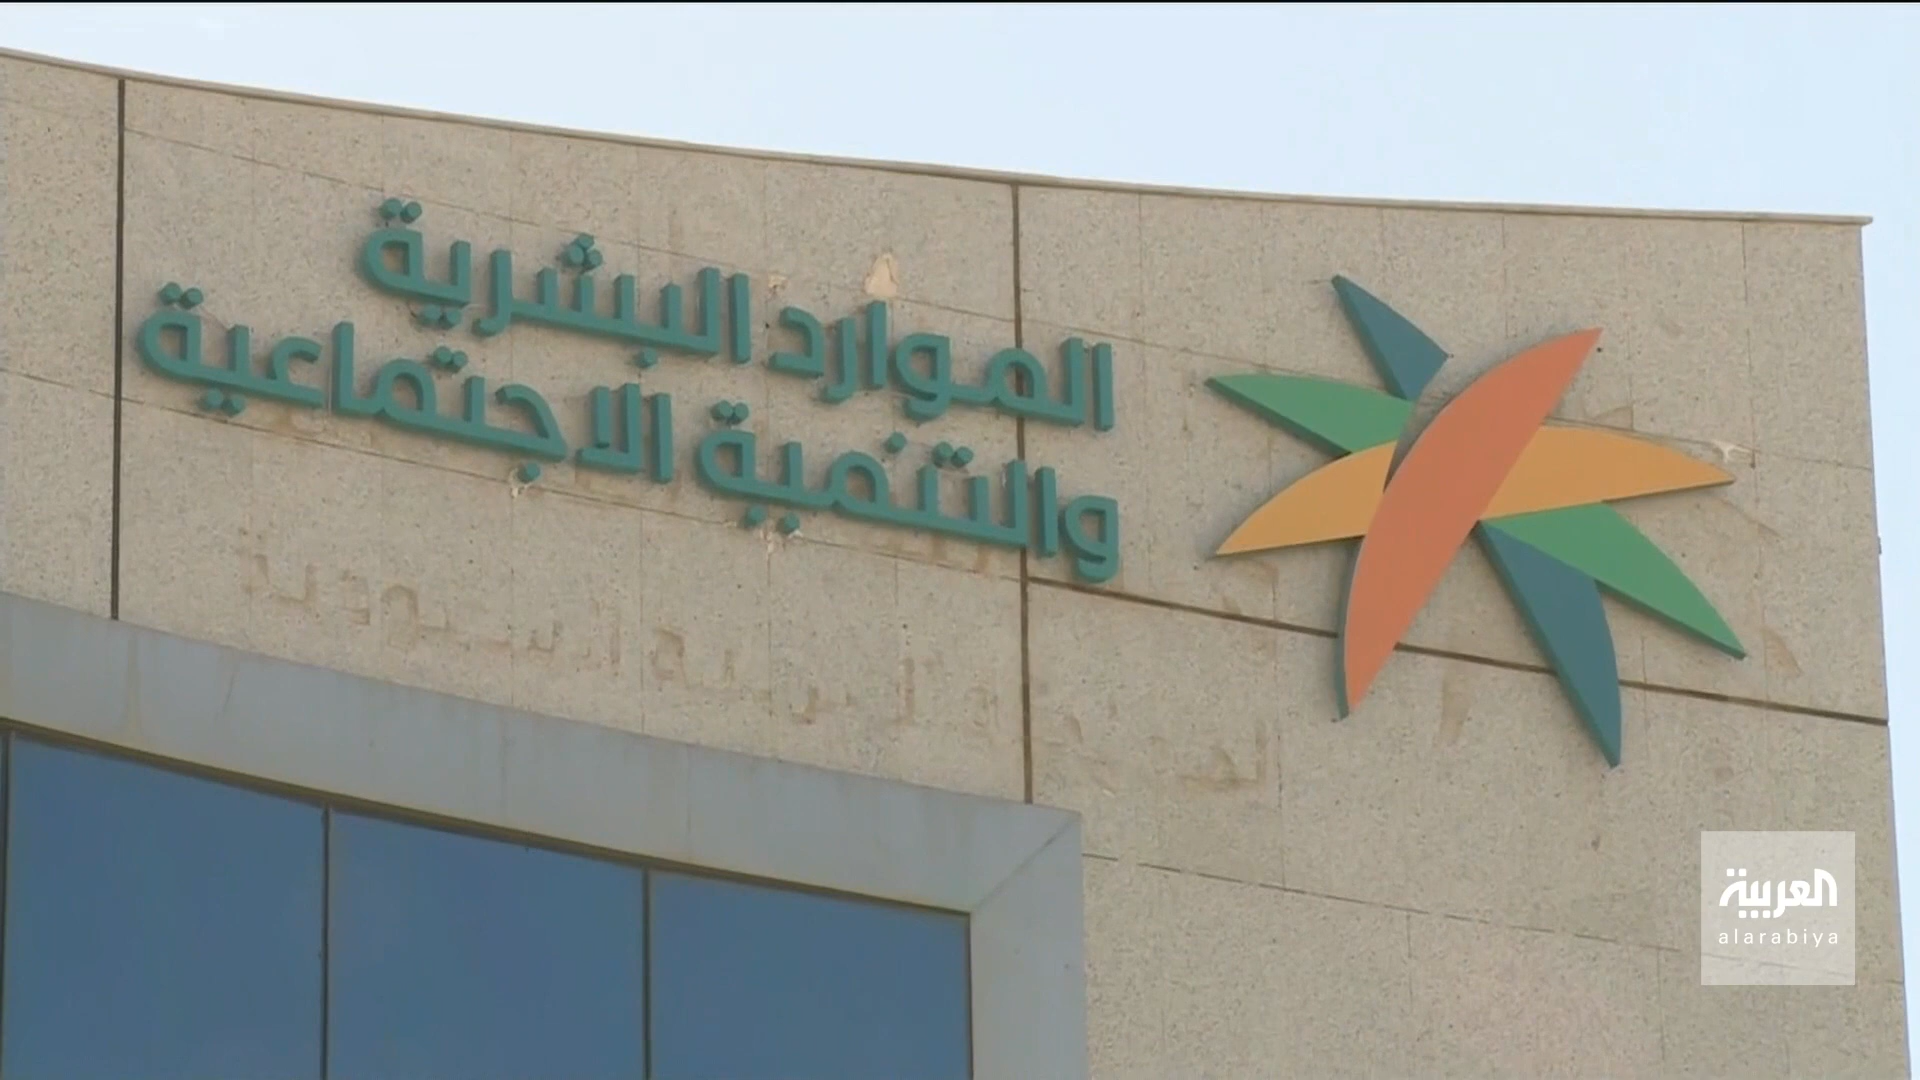 الموارد البشرية
والتنمية الاجتماعية
العربية
alarabiya